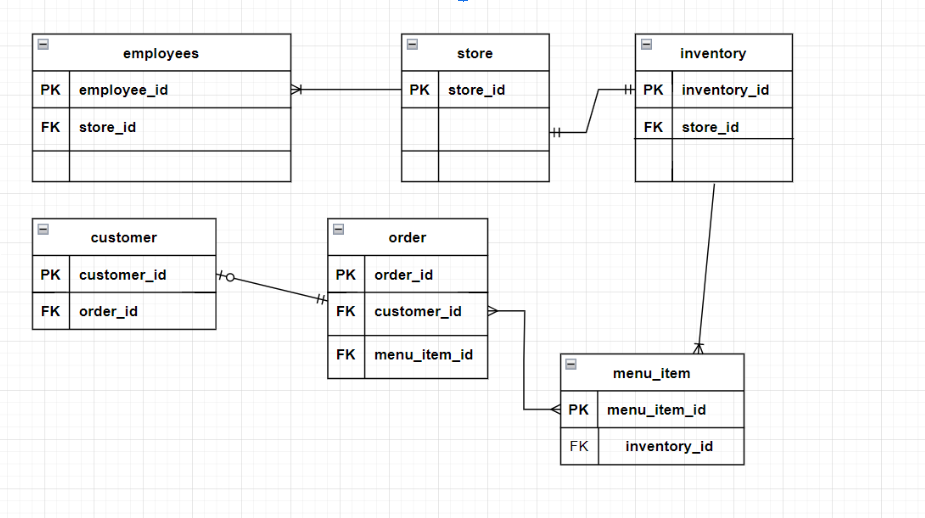 employees
PK employee_id
FK store_id
store
PK store_id
inventory
PK inventory_id
FK store_id
customer
PK customer_id
FK order_id
order
PK order_id
FK customer_id
FK menu_item_id
menu_item
PK menu_item_id
FK inventory_id